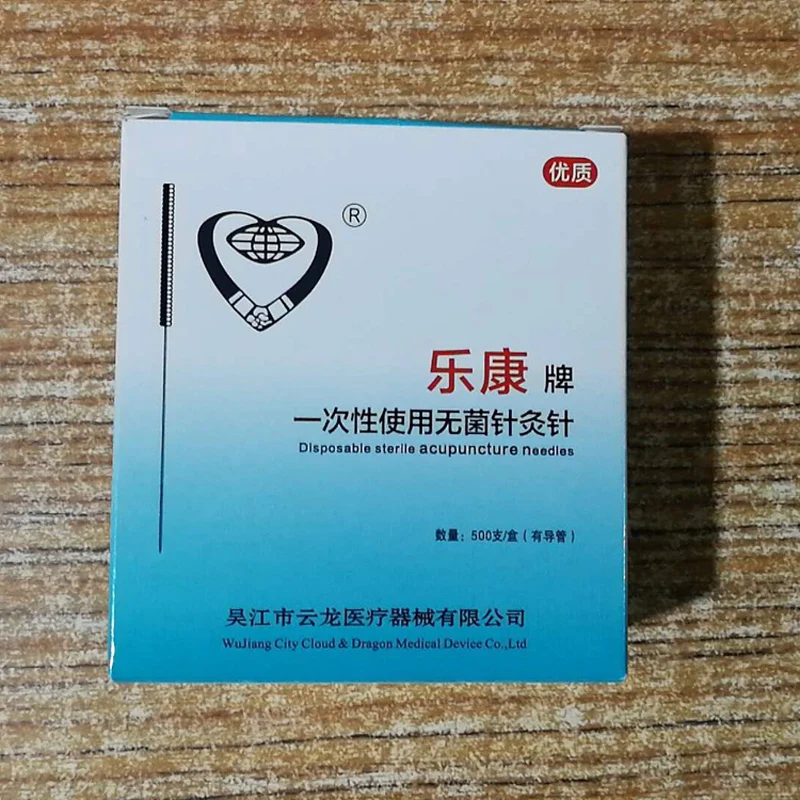 优质
®
乐康 牌
一次性使用无菌针灸针
Disposable sterile acupuncture needles
数量：500支/盒（有导管）
吴江市云龙医疗器械有限公司
WuJiang City Cloud & Dragon Medical Device Co.,Ltd